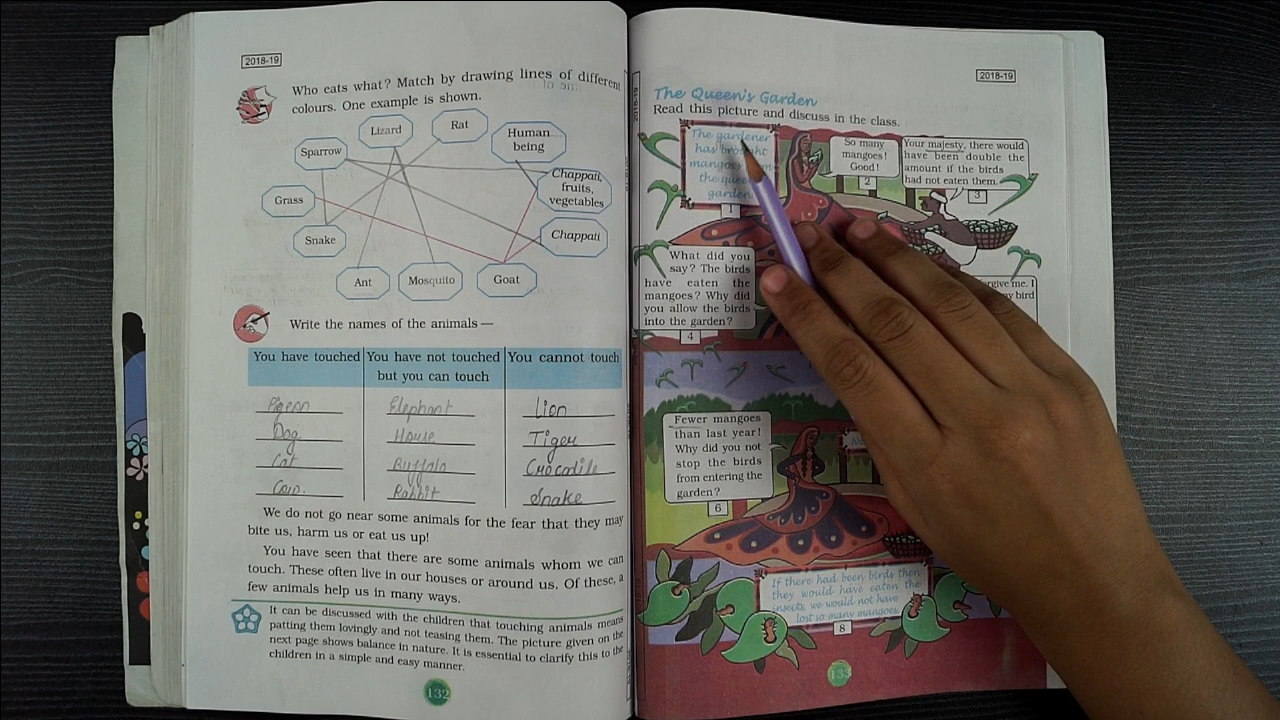 2018-19
Who eats what? Match by drawing lines of different
colours. One example is shown.
Lizard
Rat
Human
being
Sparrow
Chappati,
fruits,
vegetables
Grass
Chappati
Snake
Ant
Mosquito
Goat
Write the names of the animals —
You have touched
You have not touched
but you can touch
You cannot touch
Pigeon
Elephant
Lion
Dog
House
Tiger
Cat
Buffalo
Crocodile
Cow.
Rabbit
Snake
We do not go near some animals for the fear that they may
bite us, harm us or eat us up!
You have seen that there are some animals whom we can
touch. These often live in our houses or around us. Of these, a
few animals help us in many ways.
It can be discussed with the children that touching animals means
patting them lovingly and not teasing them. The picture given on the
next page shows balance in nature. It is essential to clarify this to the
children in a simple and easy manner.
132
2018-19
The Queen's Garden
Read this picture and discuss in the class.
The gardener
has brought
mangoes
the queen
garden
1
So many
mangoes!
Good!
2
Your majesty, there would
have been double the
amount if the birds
had not eaten them.
3
What did you
say? The birds
have eaten the
mangoes? Why did
you allow the birds
into the garden?
4
me. I
bird
Fewer mangoes
than last year!
Why did you not
stop the birds
from entering the
garden?
6
If there had been birds then
they would have eaten the
insects, we would not have
lost so many mangoes.
8
133